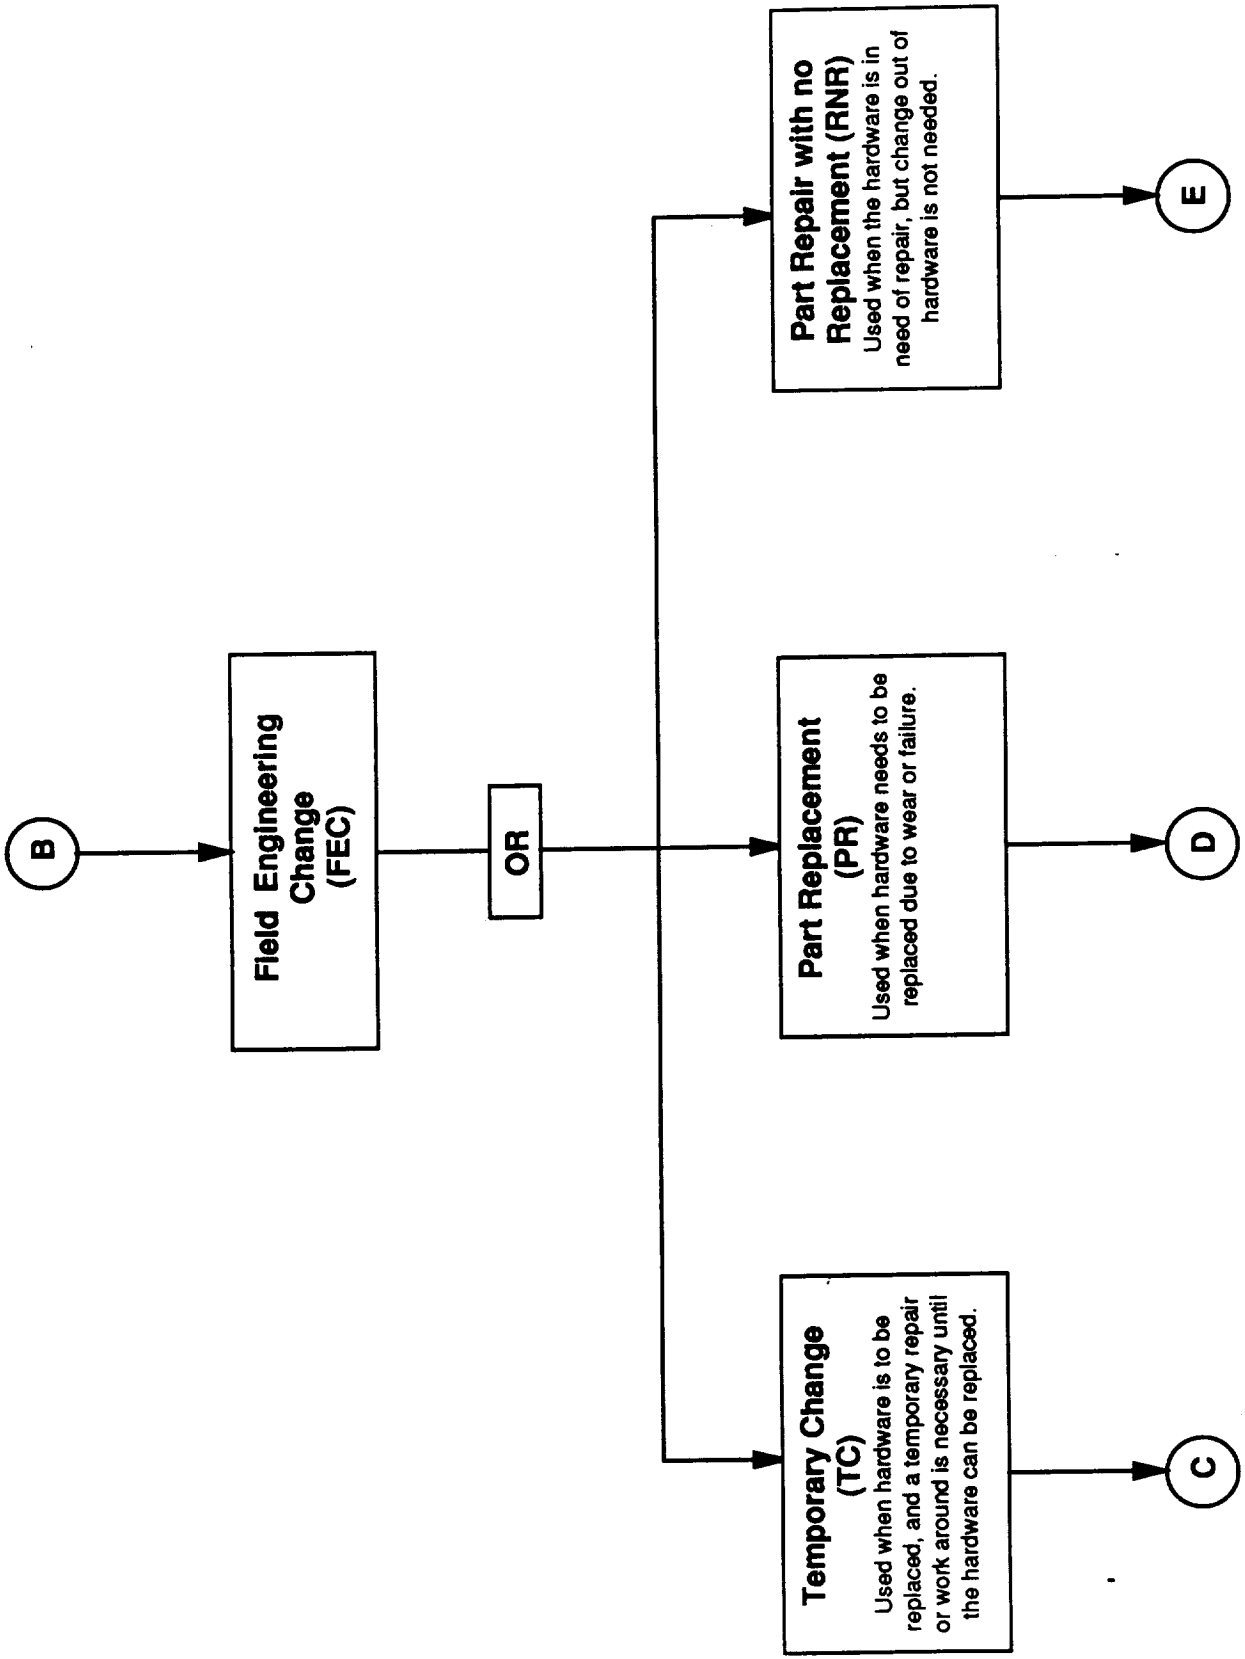 B
Field Engineering
Change
(FEC)
OR
Temporary Change
(TC)
Used when hardware is to be
replaced, and a temporary repair
or work around is necessary until
the hardware can be replaced.
Part Replacement
(PR)
Used when hardware needs to be
replaced due to wear or failure.
Part Repair with no
Replacement (RNR)
Used when the hardware is in
need of repair, but change out of
hardware is not needed.
C
D
E